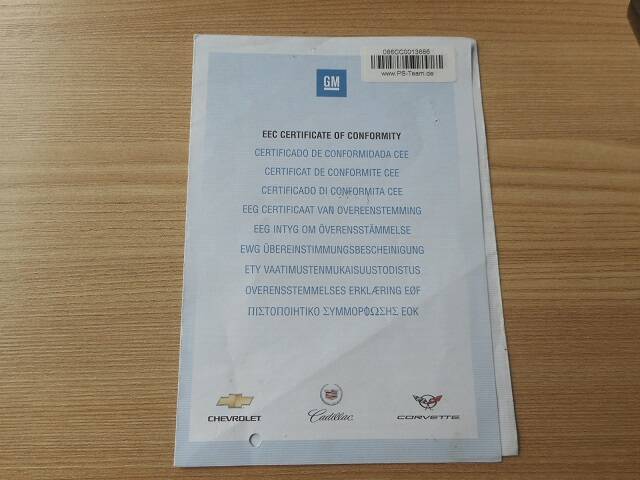 086CC0013686
www.PS-Team.de
GM
EEC CERTIFICATE OF CONFORMITY
CERTIFICADO DE CONFORMIDADA CEE
CERTIFICAT DE CONFORMITE CEE
CERTIFICADO DI CONFORMITA CEE
EEG CERTIFICAAT VAN OVEREENSTEMMING
EEG INTYG OM ÖVERENSSTÄMMELSE
EWG ÜBEREINSTIMMUNGSBESCHEINIGUNG
ETY VAATIMUSTENMUKAISUUSTODISTUS
OVERENSSTEMMELSES ERKLÆRING EØF
ΠΙΣΤΟΠΟΙΗΤΙΚΟ ΣΥΜΜΟΡΦΩΣΗΣ ΕΟΚ
CHEVROLET
Cadillac
CORVETTE